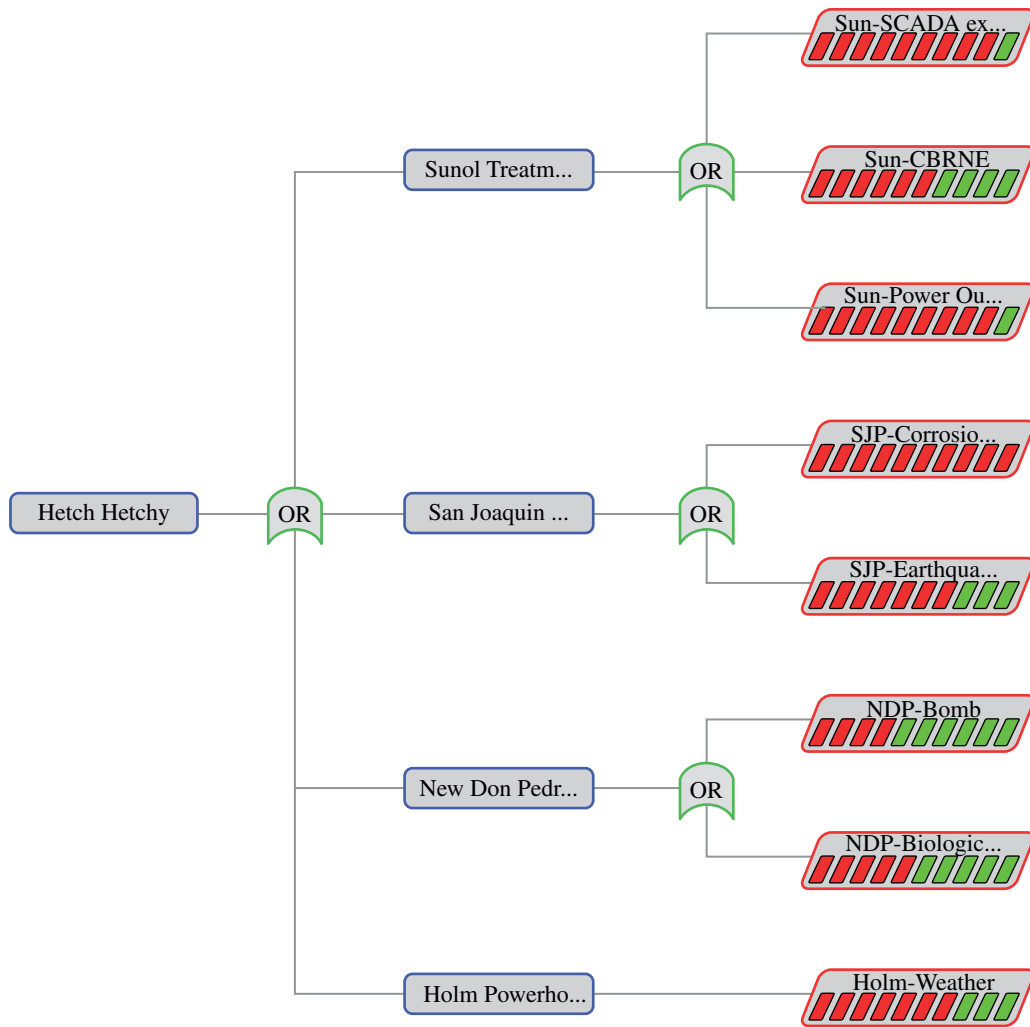 Sun-SCADA ex...
Sun-CBRNE
Sunol Treatm...
OR
Sun-Power Ou...
SJP-Corrosio...
Hetch Hetchy
OR
San Joaquin ...
OR
SJP-Earthqua...
NDP-Bomb
New Don Pedr...
OR
NDP-Biologic...
Holm Powerho...
Holm-Weather